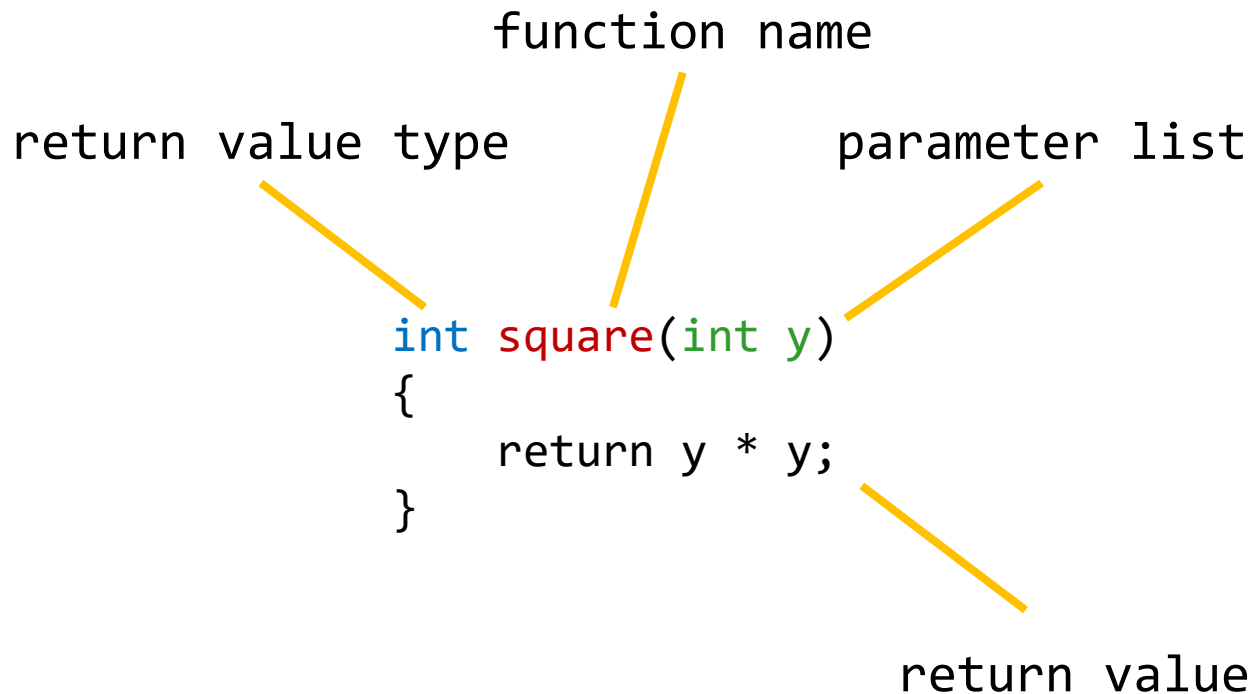 function name
return value type
parameter list
int square(int y)
{
    return y * y;
}
return value